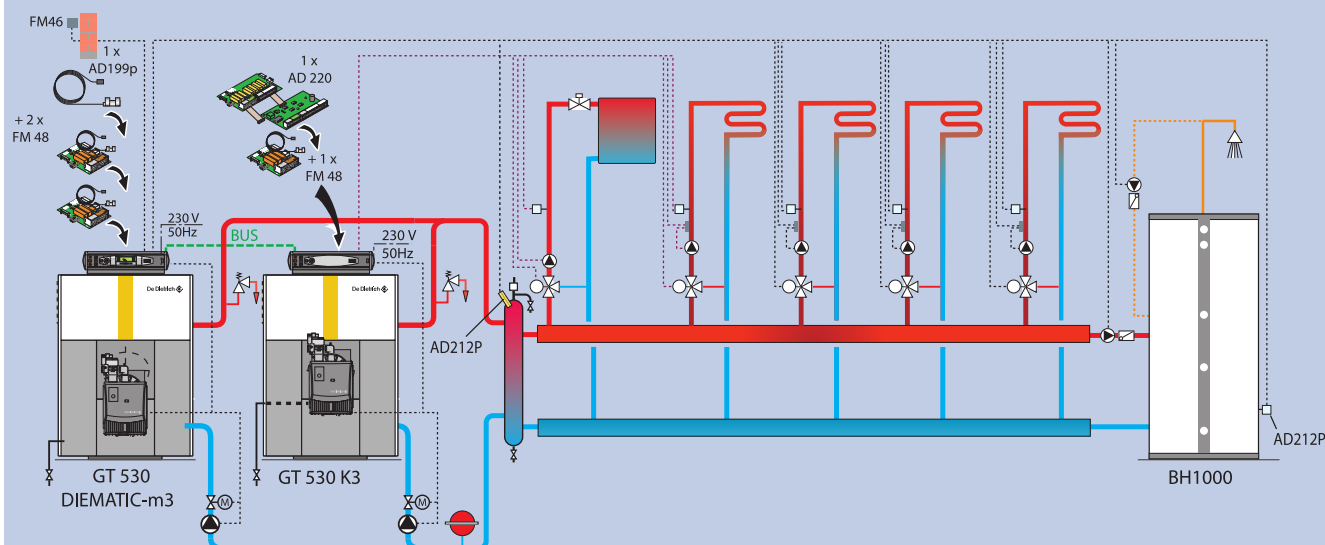 FM46
1 x
AD199p
+ 2 x
FM 48
1 x
AD 220
+ 1 x
FM 48
230 V
50Hz
BUS
230 V
50Hz
De Dietrich
De Dietrich
AD212P
M
M
GT 530
DIEMATIC-m3
GT 530 K3
AD212P
BH1000